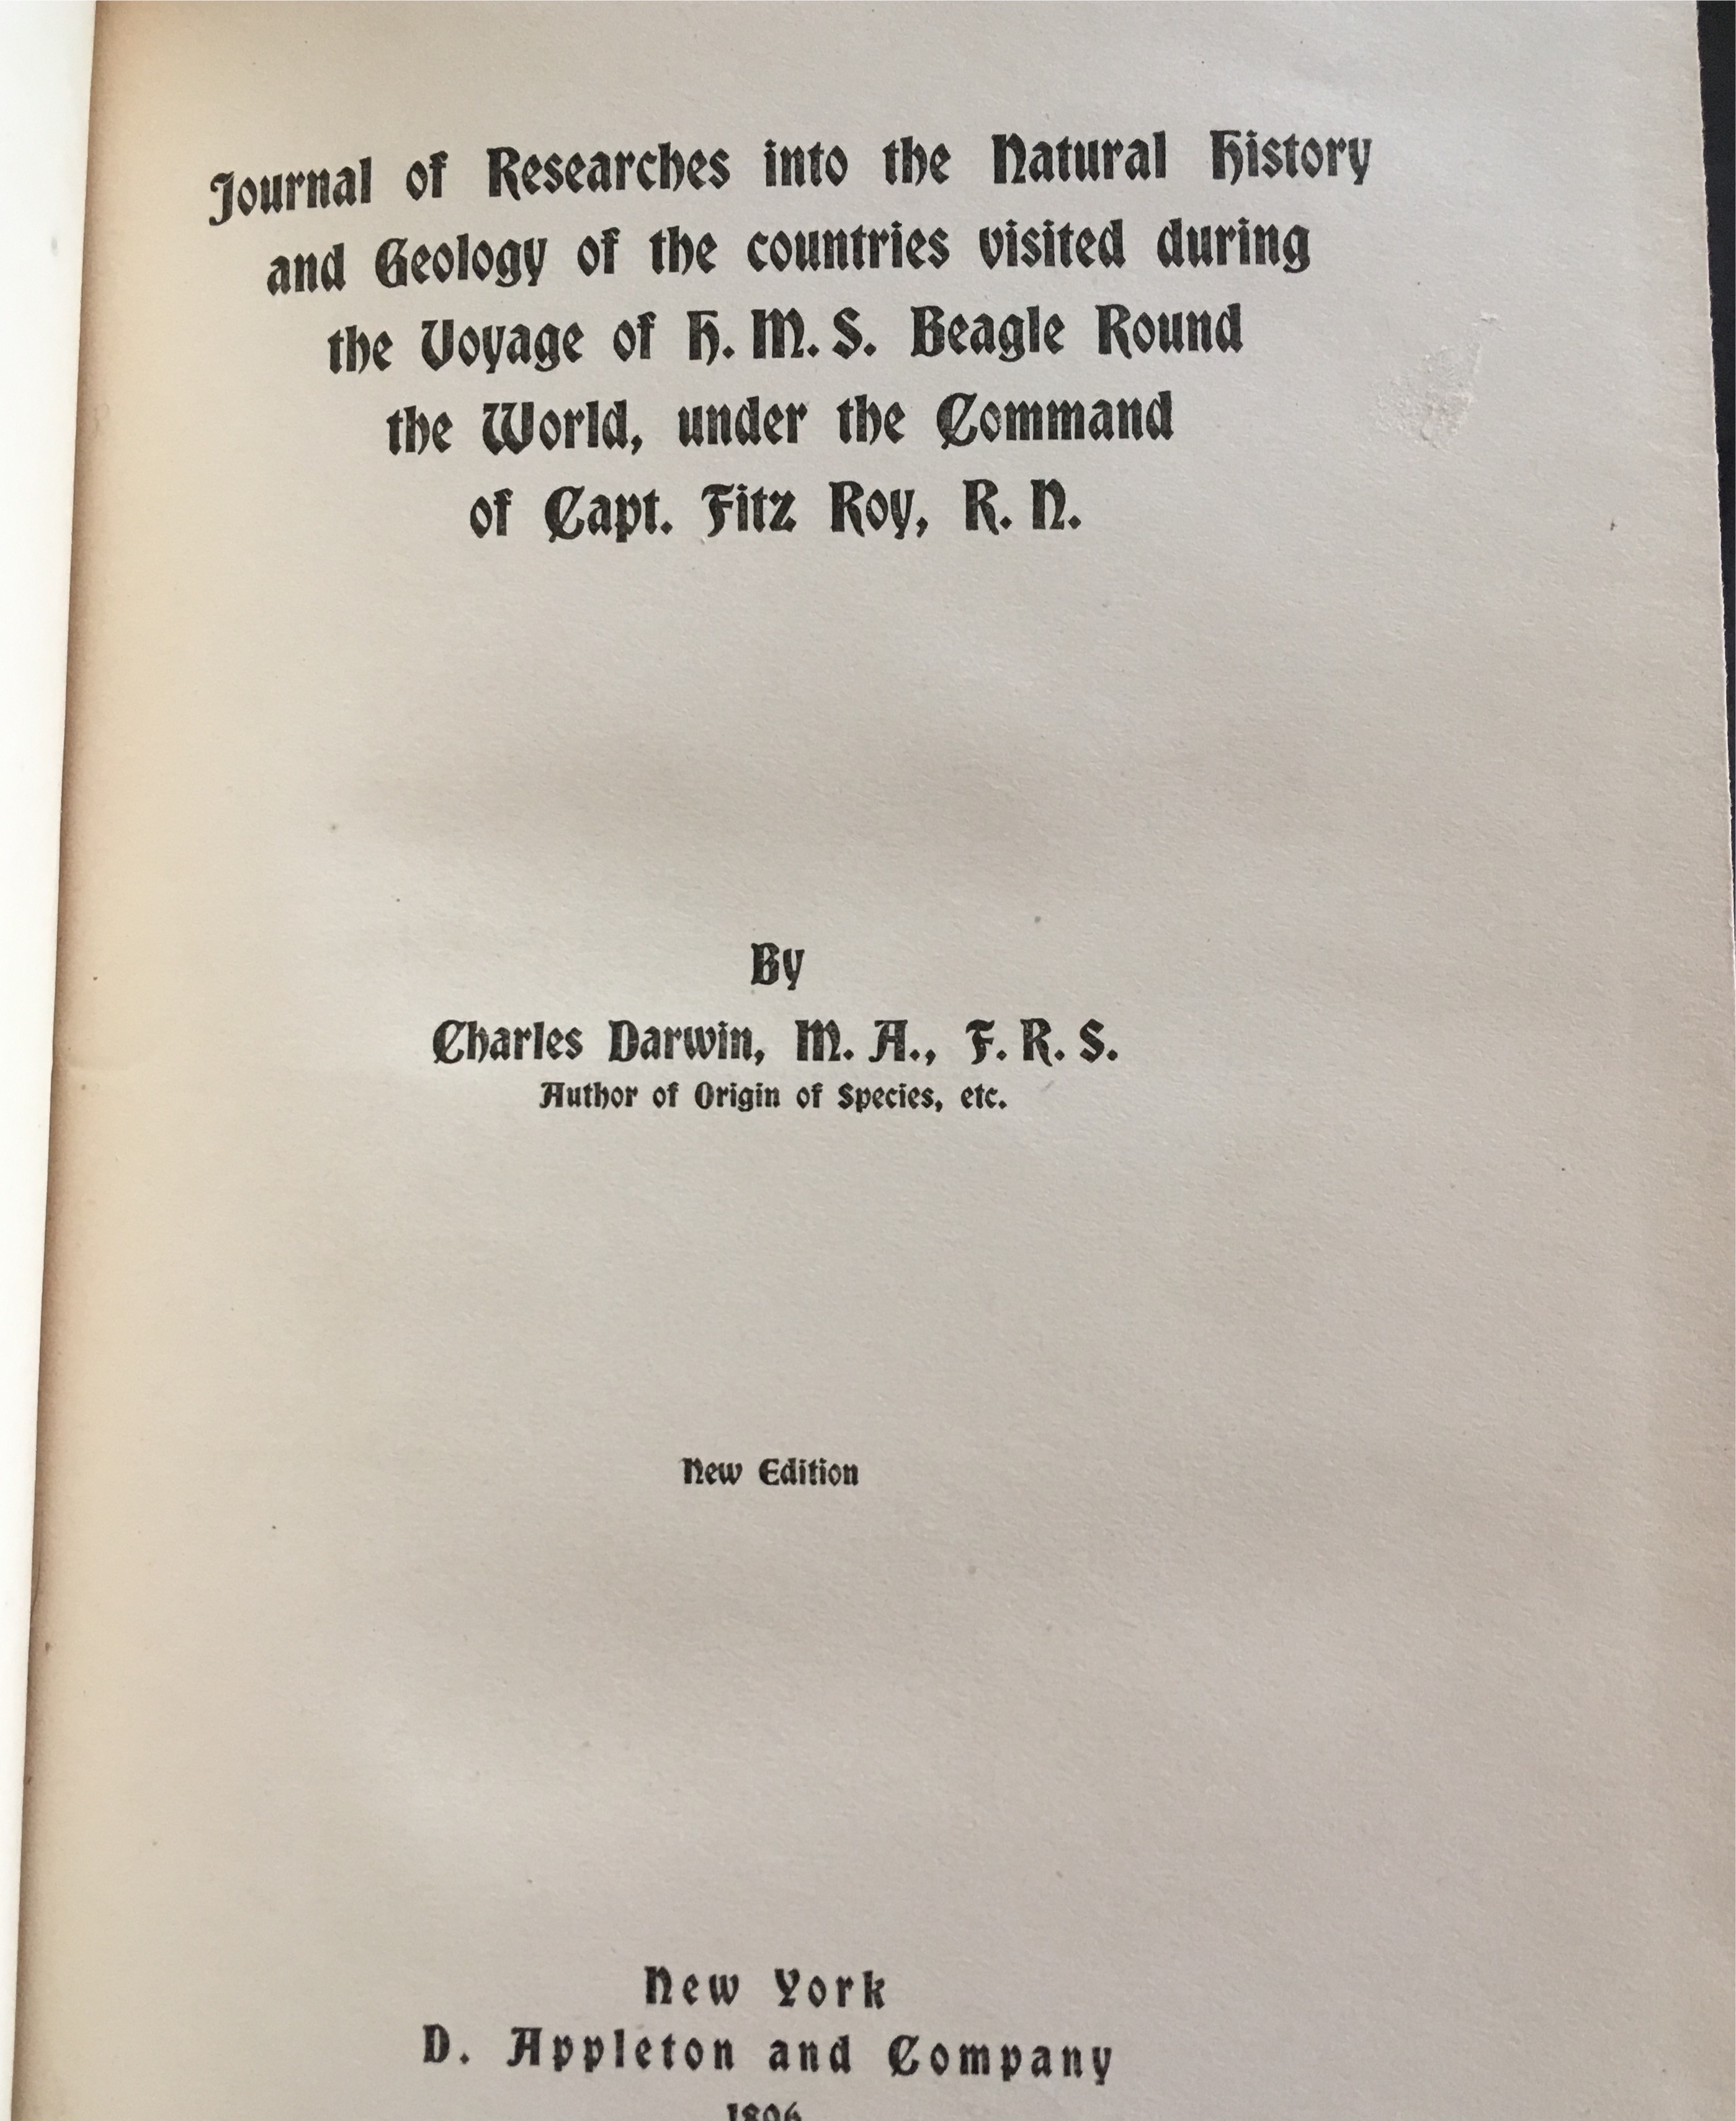 Journal of Researches into the Natural History
and Geology of the countries visited during
the Voyage of H. M. S. Beagle Round
the World, under the Command
of Capt. Fitz Roy, R. N.
By
Charles Darwin, M. A., F. R. S.
Author of Origin of Species, etc.
New Edition
New York
D. Appleton and Company
1896